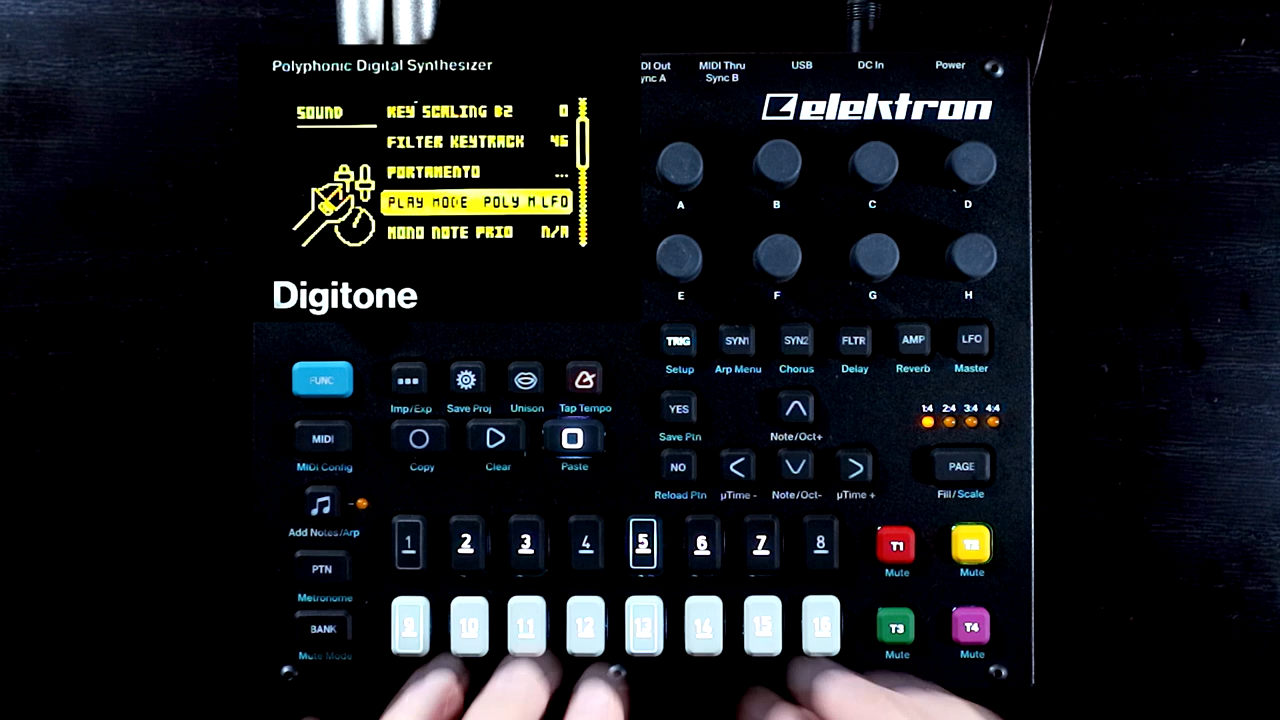 Polyphonic Digital Synthesizer
DI Out
ync A
MIDI Thru
Sync B
USB
DC In
Power
elektron
SOUND
KEY SCALING B2 0
FILTER KEYTRACK 46
PORTAMENTO ...
PLAY MODE POLY M LFO
MONO NOTE PRIO N/A
Digitone
A B C D
E F G H
TRIG SYN1 SYN2 FLTR AMP LFO
Setup Arp Menu Chorus Delay Reverb Master
FUNC
Imp/Exp Save Proj Unison Tap Tempo
YES
Save Ptn Note/Oct+
1:4 2:4 3:4 4:4
MIDI
MIDI Config Copy Clear Paste
NO PAGE
Reload Ptn µTime - Note/Oct- µTime + Fill/Scale
Add Notes/Arp
1 2 3 4 5 6 7 8
T1 T2
Mute Mute
PTN
Metronome
9 10 11 12 13 14 15 16
BANK
Mute Mode
T3 T4
Mute Mute